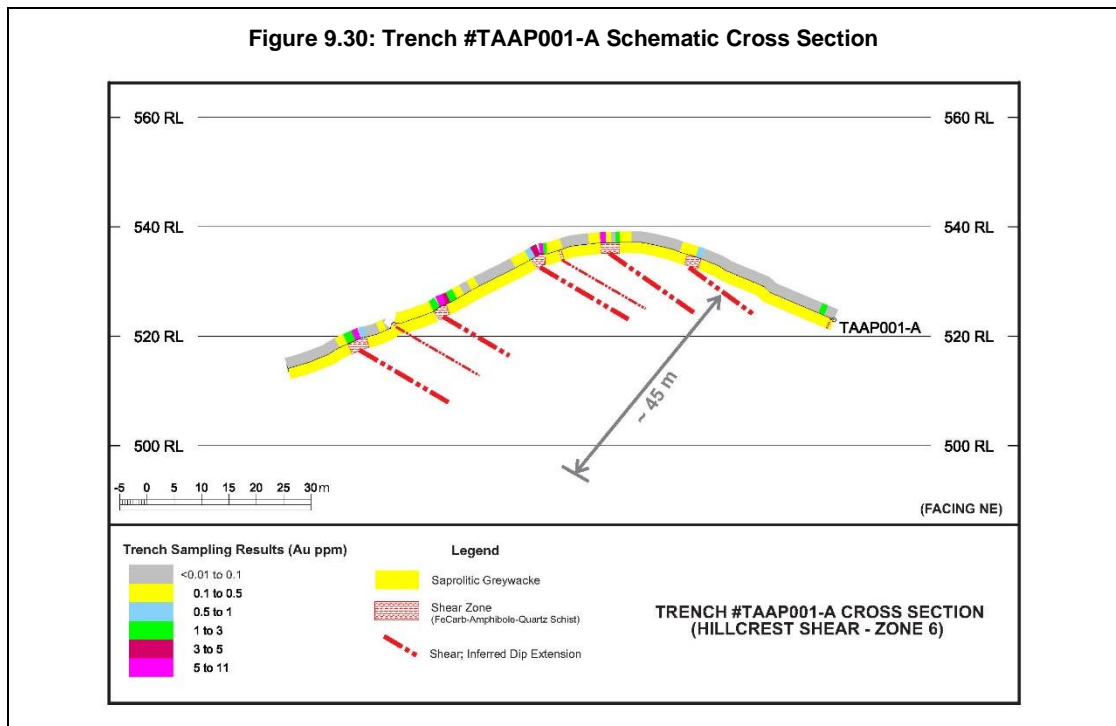 Figure 9.30: Trench #TAAP001-A Schematic Cross Section
560 RL 560 RL
540 RL 540 RL
520 RL 520 RL
TAAP001-A
~ 45 m
500 RL 500 RL
-5 0 5 10 15 20 25 30 m
(FACING NE)
Trench Sampling Results (Au ppm)
<0.01 to 0.1
0.1 to 0.5
0.5 to 1
1 to 3
3 to 5
5 to 11
Legend
Saprolitic Greywacke
Shear Zone
(FeCarb-Amphibole-Quartz Schist)
Shear; Inferred Dip Extension
TRENCH #TAAP001-A CROSS SECTION
(HILLCREST SHEAR - ZONE 6)